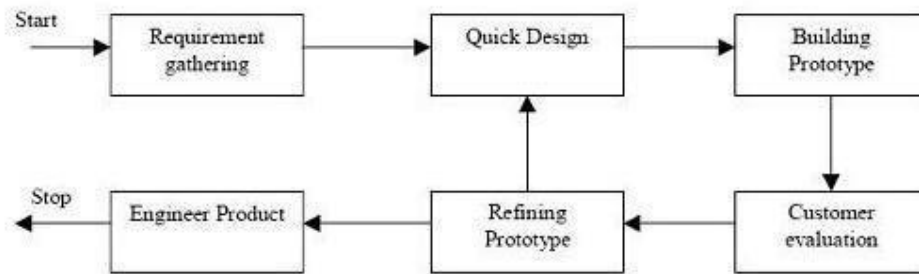 Start
Requirement
gathering
Quick Design
Building
Prototype
Stop
Engineer Product
Refining
Prototype
Customer
evaluation